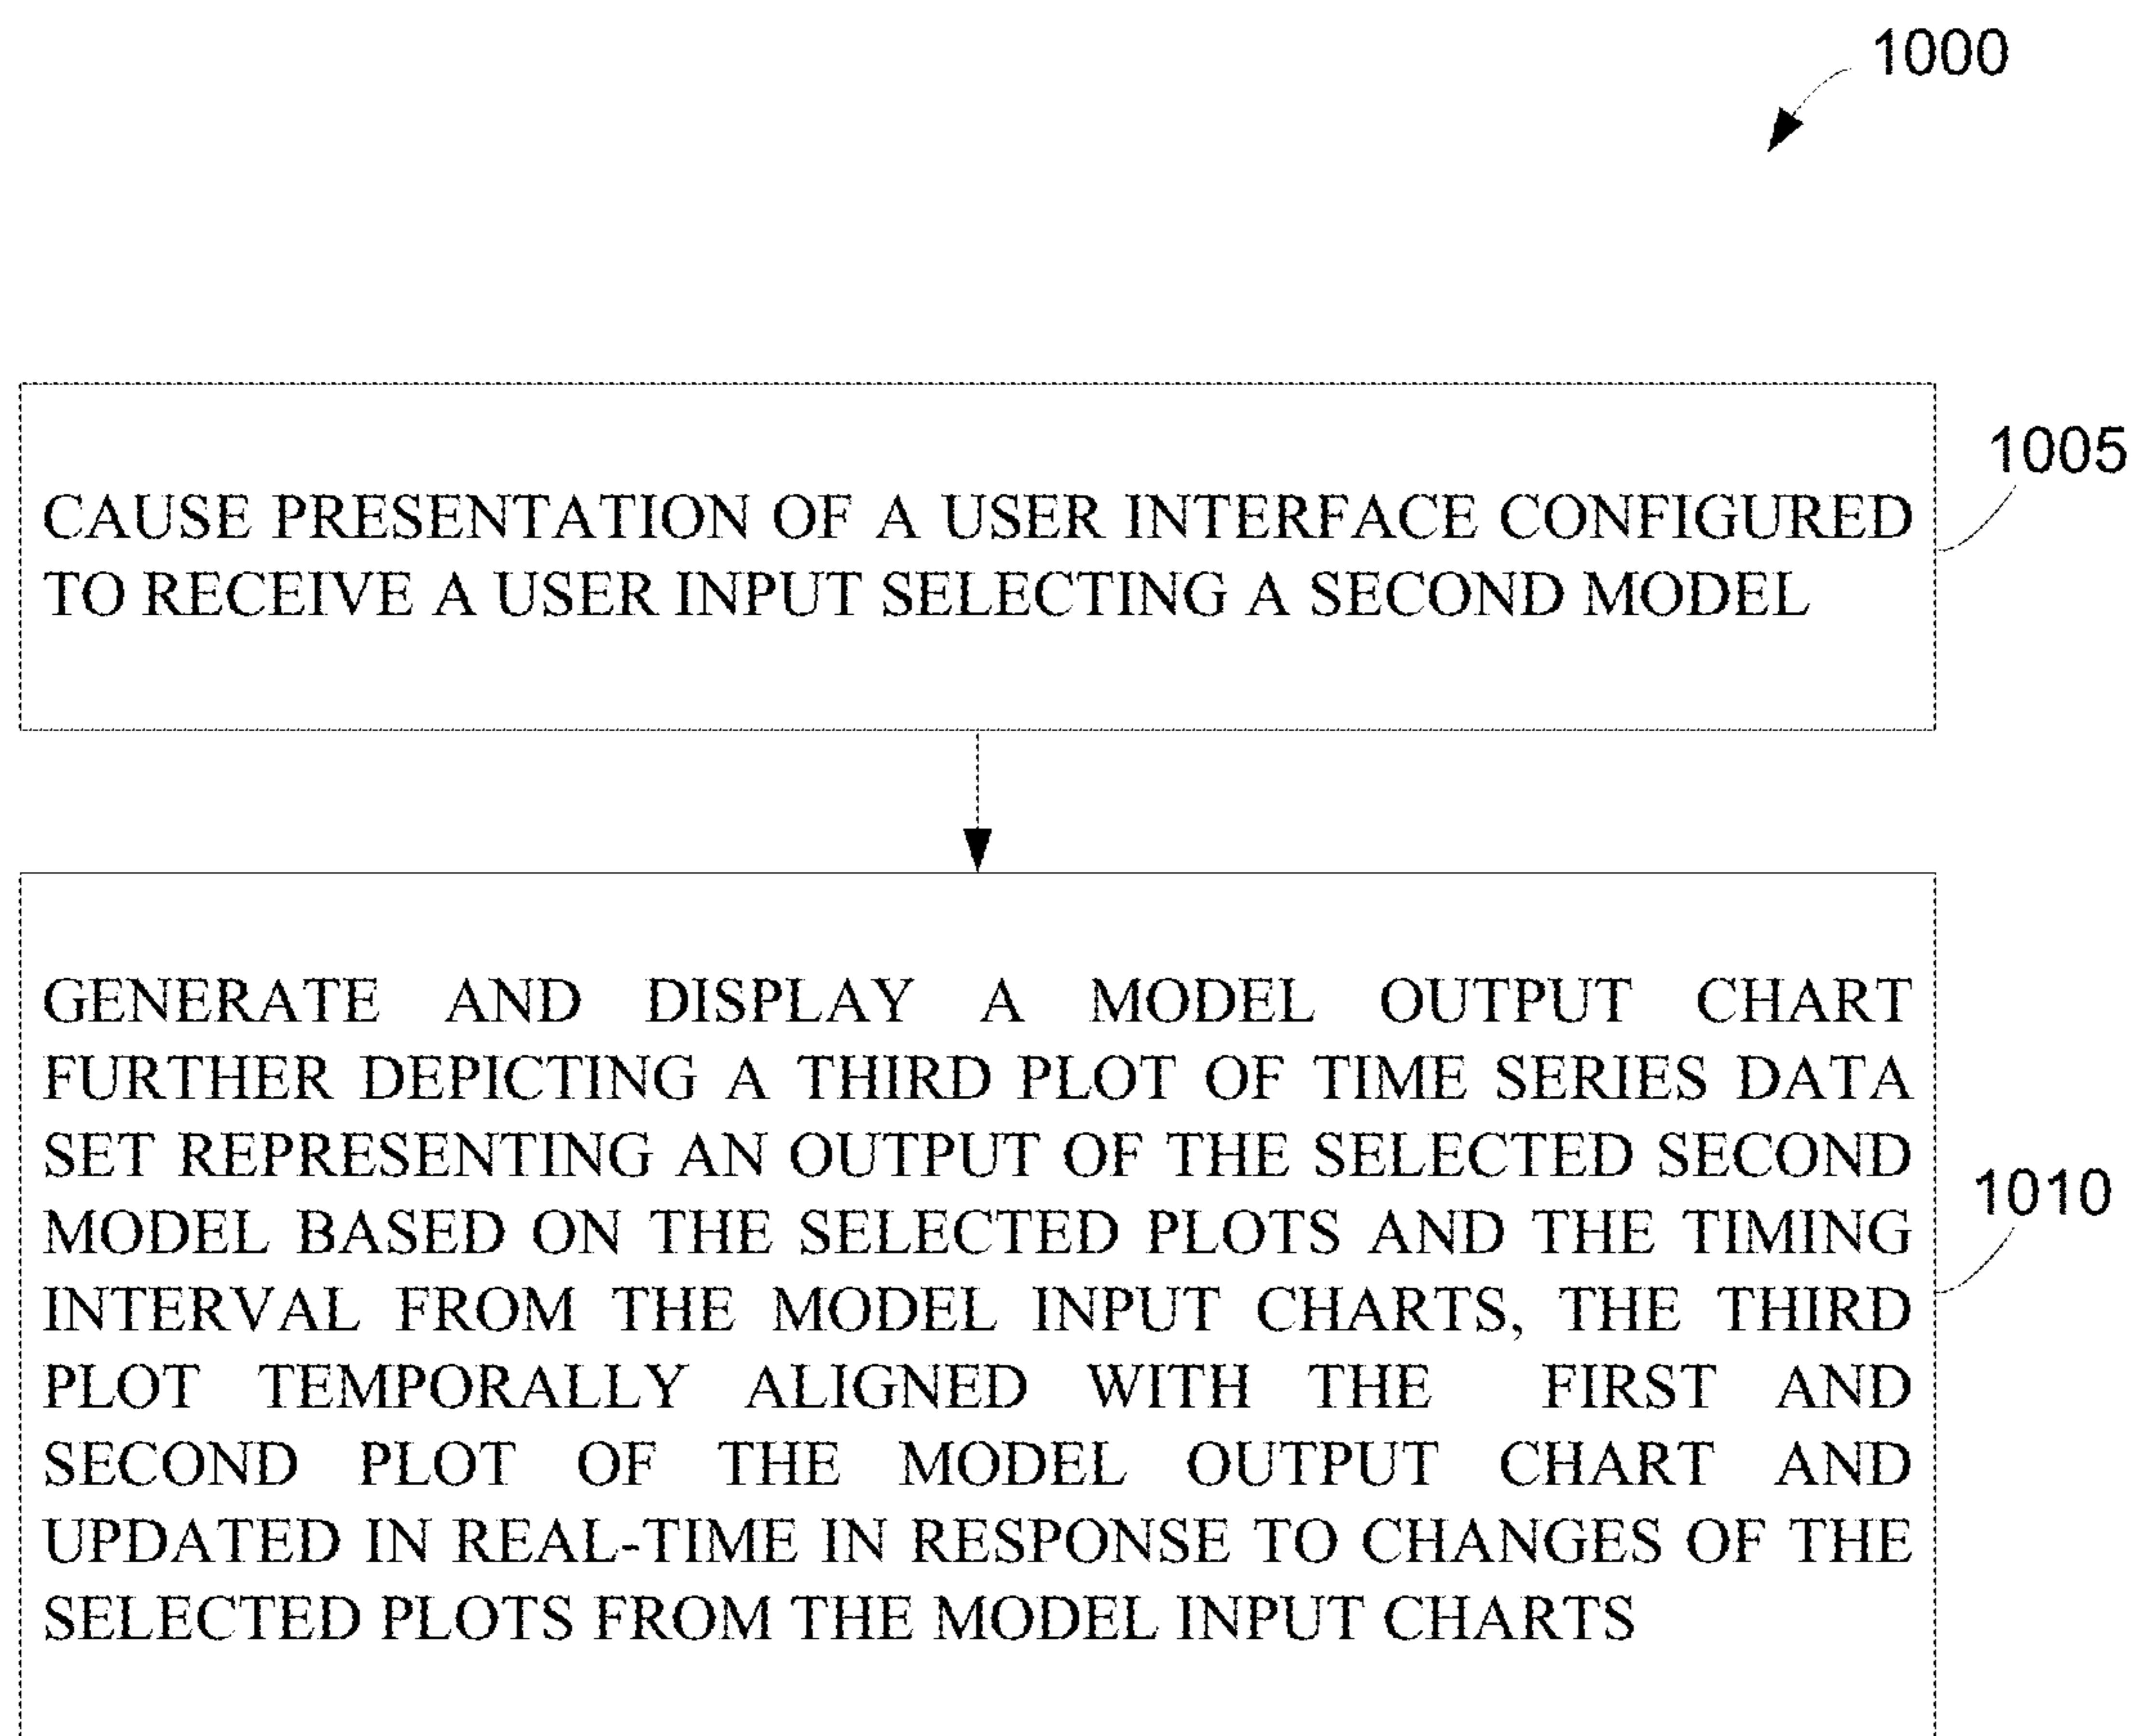 1000
CAUSE PRESENTATION OF A USER INTERFACE CONFIGURED
TO RECEIVE A USER INPUT SELECTING A SECOND MODEL
1005
GENERATE AND DISPLAY A MODEL OUTPUT CHART
FURTHER DEPICTING A THIRD PLOT OF TIME SERIES DATA
SET REPRESENTING AN OUTPUT OF THE SELECTED SECOND
MODEL BASED ON THE SELECTED PLOTS AND THE TIMING
INTERVAL FROM THE MODEL INPUT CHARTS, THE THIRD
PLOT TEMPORALLY ALIGNED WITH THE FIRST AND
SECOND PLOT OF THE MODEL OUTPUT CHART AND
UPDATED IN REAL-TIME IN RESPONSE TO CHANGES OF THE
SELECTED PLOTS FROM THE MODEL INPUT CHARTS
1010